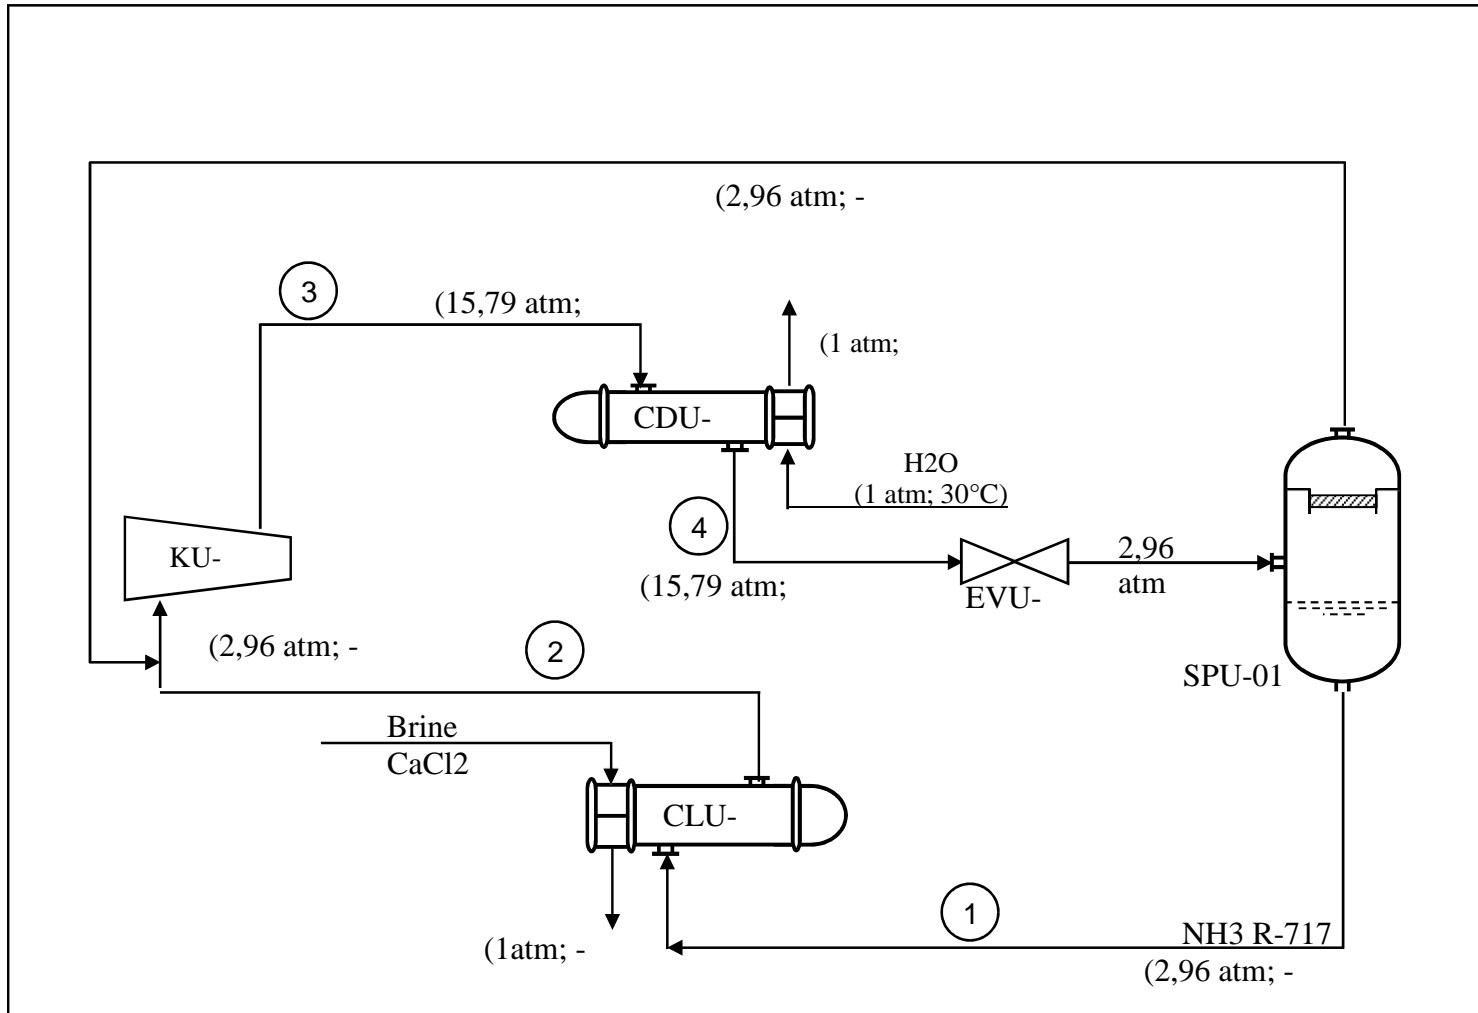 (2,96 atm; -
3
(15,79 atm;
(1 atm;
CDU-
H2O
(1 atm; 30°C)
4
KU-
2,96
atm
(15,79 atm;
EVU-
(2,96 atm; -
2
SPU-01
Brine
CaCl2
CLU-
1
NH3 R-717
(1atm; -
(2,96 atm; -